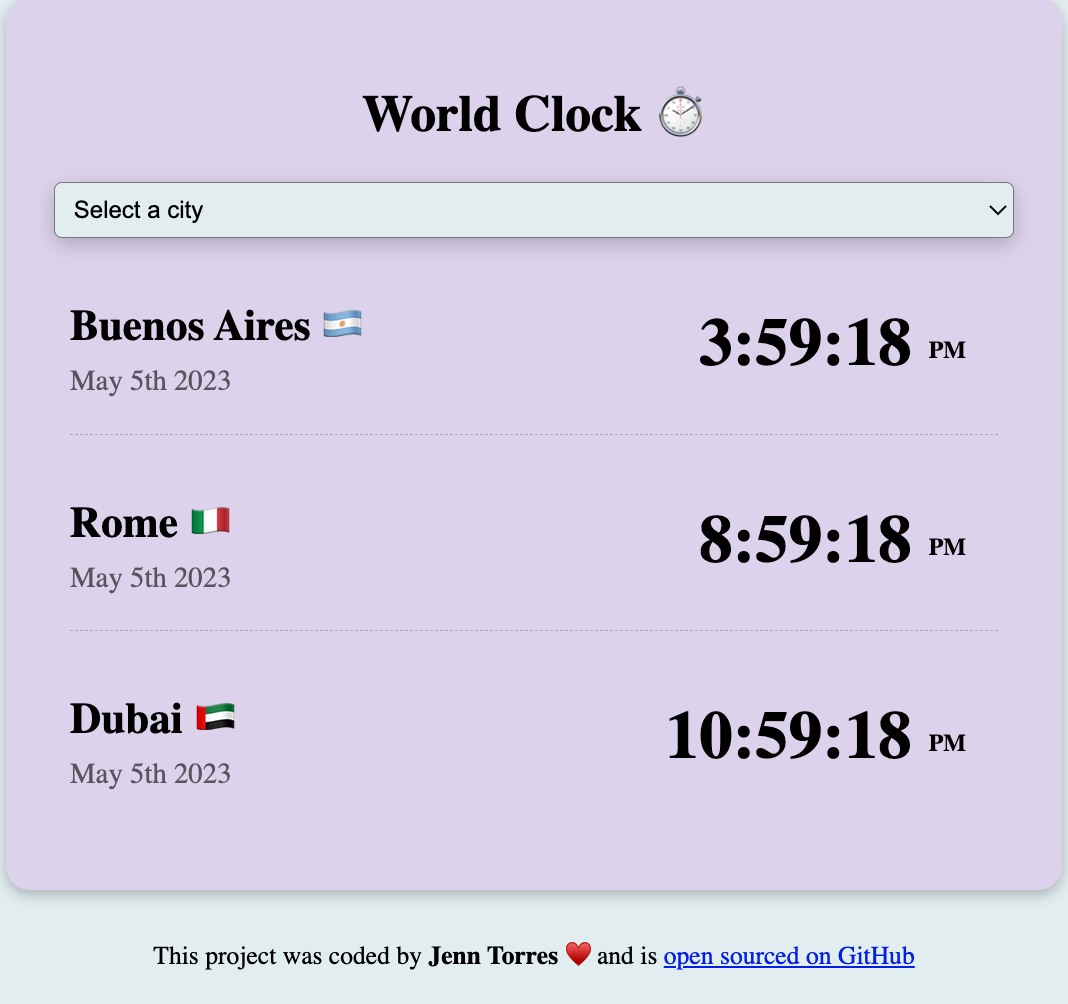 World Clock ⏱️
Select a city
Buenos Aires 🇦🇷
3:59:18 PM
May 5th 2023
Rome 🇮🇹
8:59:18 PM
May 5th 2023
Dubai 🇦🇪
10:59:18 PM
May 5th 2023
This project was coded by Jenn Torres ♥️ and is open sourced on GitHub